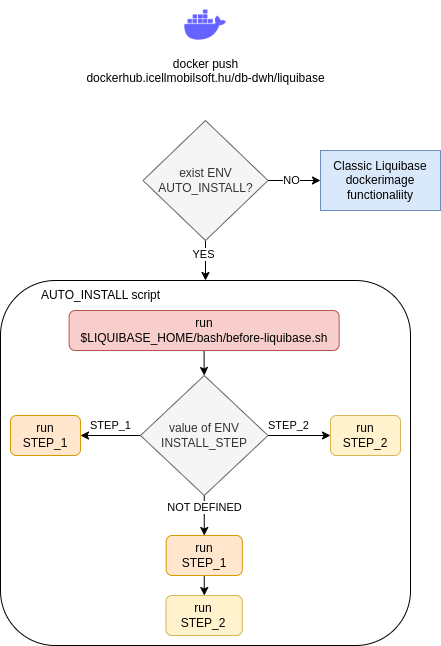 docker push
dockerhub.icellmobilsoft.hu/db-dwh/liquibase
exist ENV
AUTO_INSTALL?
NO
Classic Liquibase
dockerimage
functionaliity
YES
AUTO_INSTALL script
run
$LIQUIBASE_HOME/bash/before-liquibase.sh
value of ENV
INSTALL_STEP
STEP_1
run
STEP_1
STEP_2
run
STEP_2
NOT DEFINED
run
STEP_1
run
STEP_2